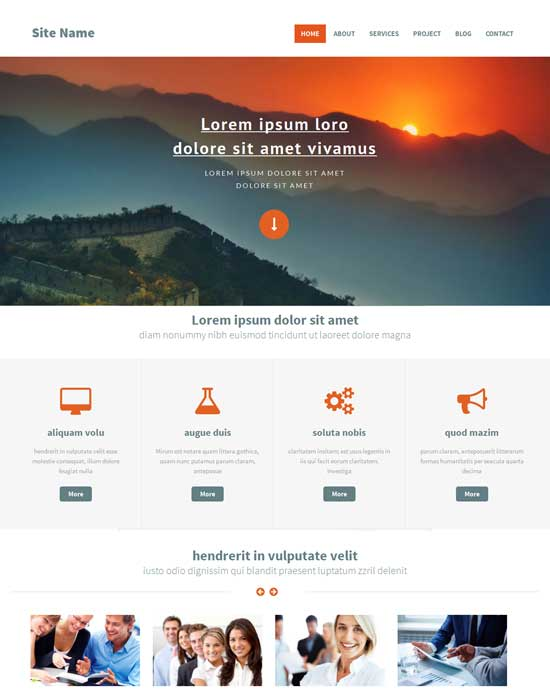 Site Name
HOME ABOUT SERVICES PROJECT BLOG CONTACT
Lorem ipsum loro
dolore sit amet vivamus
LOREM IPSUM DOLORE SIT AMET
DOLORE SIT AMET
Lorem ipsum dolor sit amet
diam nonummy nibh euismod tincidunt ut laoreet dolore magna
aliquam volu
hendrerit in vulputate velit esse
molestie consequat, illum dolore
feugiat nulla
More
augue duis
Mirum est notare quam littera gothica,
quam nunc putamus parum claram,
anteposue
More
soluta nobis
claritatem insitam; est usus legentis in
iis qui facit eorum claritatem.
Investiga
More
quod mazim
parum claram, anteposuerit litterarum
formas humanitatis per seacula quarta
decima
More
hendrerit in vulputate velit
iusto odio dignissim qui blandit praesent luptatum zzril delenit